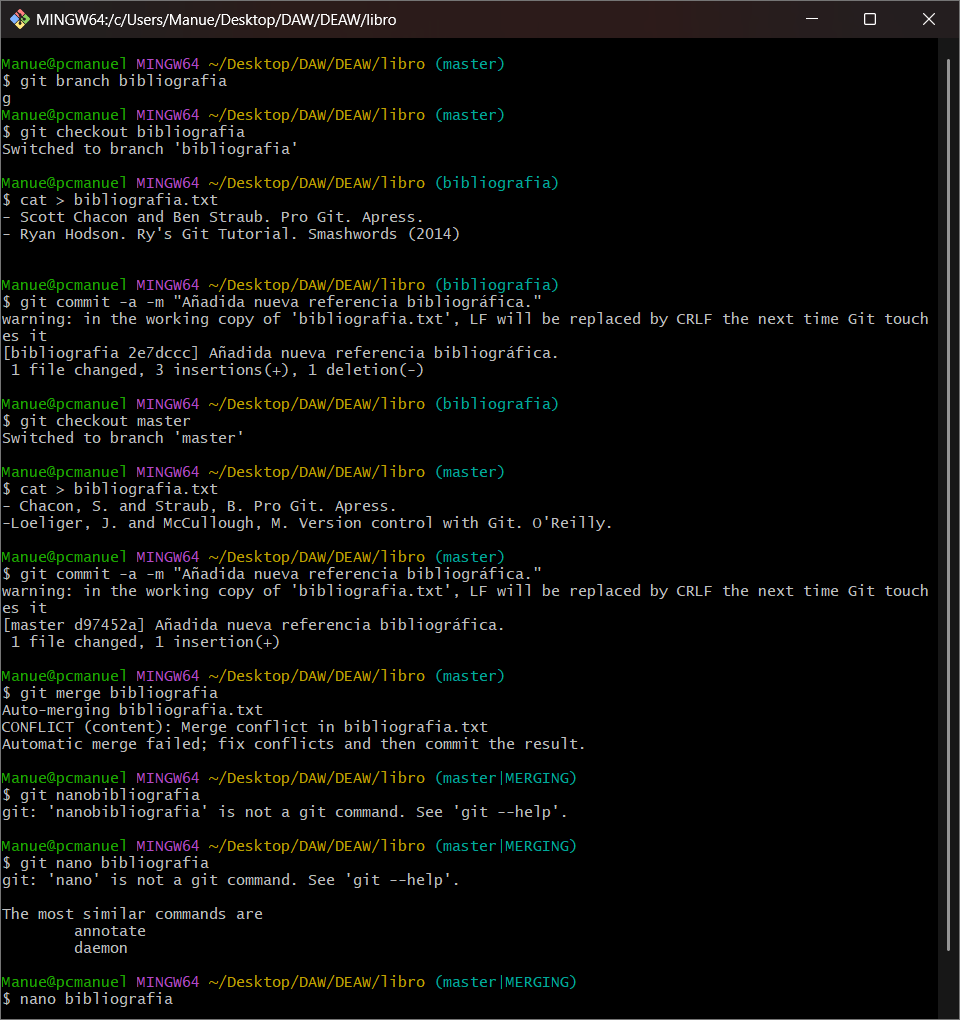 MINGW64:/c/Users/Manue/Desktop/DAW/DEAW/libro
Manue@pcmanuel MINGW64 ~/Desktop/DAW/DEAW/libro (master)
$ git branch bibliografia
g
Manue@pcmanuel MINGW64 ~/Desktop/DAW/DEAW/libro (master)
$ git checkout bibliografia
Switched to branch 'bibliografia'
Manue@pcmanuel MINGW64 ~/Desktop/DAW/DEAW/libro (bibliografia)
$ cat > bibliografia.txt
- Scott Chacon and Ben Straub. Pro Git. Apress.
- Ryan Hodson. Ry's Git Tutorial. Smashwords (2014)
Manue@pcmanuel MINGW64 ~/Desktop/DAW/DEAW/libro (bibliografia)
$ git commit -a -m "Añadida nueva referencia bibliográfica."
warning: in the working copy of 'bibliografia.txt', LF will be replaced by CRLF the next time Git touch
es it
[bibliografia 2e7dccc] Añadida nueva referencia bibliográfica.
 1 file changed, 3 insertions(+), 1 deletion(-)
Manue@pcmanuel MINGW64 ~/Desktop/DAW/DEAW/libro (bibliografia)
$ git checkout master
Switched to branch 'master'
Manue@pcmanuel MINGW64 ~/Desktop/DAW/DEAW/libro (master)
$ cat > bibliografia.txt
- Chacon, S. and Straub, B. Pro Git. Apress.
-Loeliger, J. and McCullough, M. Version control with Git. O'Reilly.
Manue@pcmanuel MINGW64 ~/Desktop/DAW/DEAW/libro (master)
$ git commit -a -m "Añadida nueva referencia bibliográfica."
warning: in the working copy of 'bibliografia.txt', LF will be replaced by CRLF the next time Git touch
es it
[master d97452a] Añadida nueva referencia bibliográfica.
 1 file changed, 1 insertion(+)
Manue@pcmanuel MINGW64 ~/Desktop/DAW/DEAW/libro (master)
$ git merge bibliografia
Auto-merging bibliografia.txt
CONFLICT (content): Merge conflict in bibliografia.txt
Automatic merge failed; fix conflicts and then commit the result.
Manue@pcmanuel MINGW64 ~/Desktop/DAW/DEAW/libro (master|MERGING)
$ git nanobibliografia
git: 'nanobibliografia' is not a git command. See 'git --help'.
Manue@pcmanuel MINGW64 ~/Desktop/DAW/DEAW/libro (master|MERGING)
$ git nano bibliografia
git: 'nano' is not a git command. See 'git --help'.
The most similar commands are
annotate
daemon
Manue@pcmanuel MINGW64 ~/Desktop/DAW/DEAW/libro (master|MERGING)
$ nano bibliografia